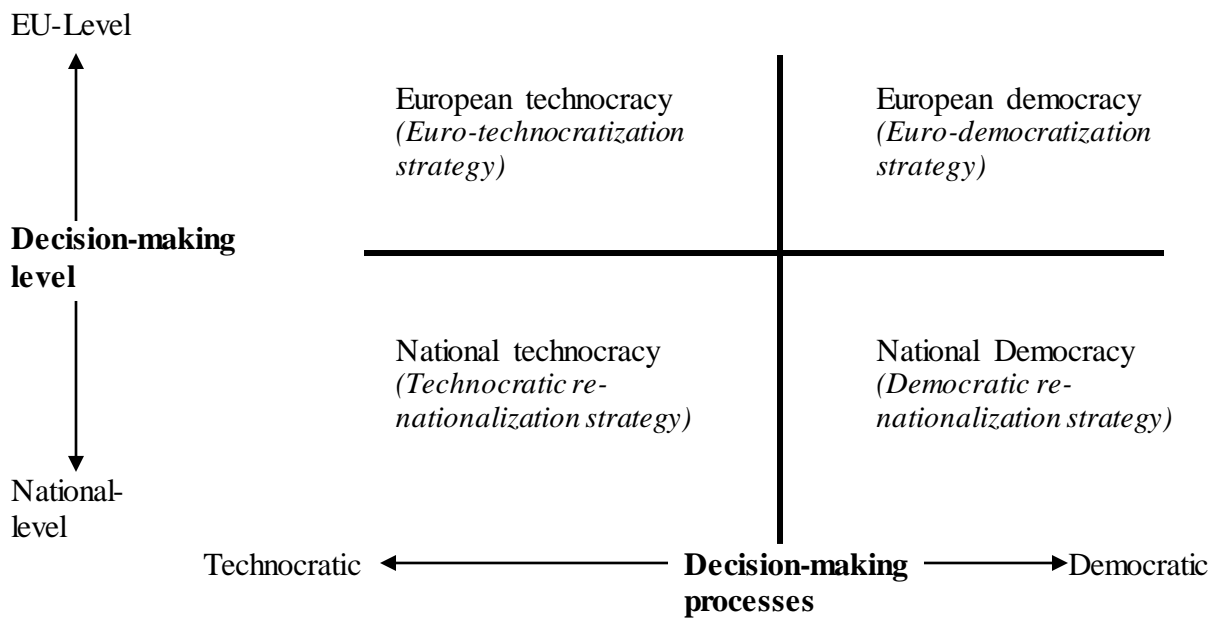 EU-Level
European technocracy
(Euro-technocratization
strategy)
European democracy
(Euro-democratization
strategy)
Decision-making
level
National technocracy
(Technocratic re-
nationalization strategy)
National Democracy
(Democratic re-
nationalization strategy)
National-
level
Technocratic
Decision-making
processes
Democratic